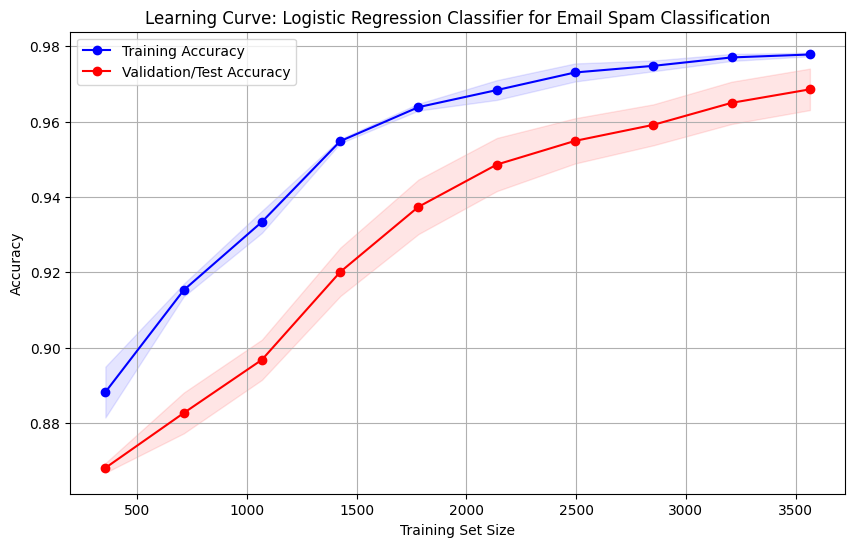 Learning Curve: Logistic Regression Classifier for Email Spam Classification
Training Accuracy
Validation/Test Accuracy
0.98
0.96
0.94
0.92
0.90
0.88
Accuracy
500 1000 1500 2000 2500 3000 3500
Training Set Size